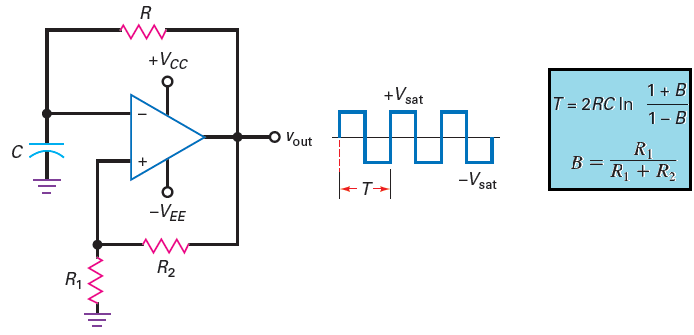 R
+VCC
−
C
+
vout
−VEE
R2
R1
+Vsat
T
−Vsat
T = 2RC ln (1 + B) / (1 − B)
B = R1 / (R1 + R2)